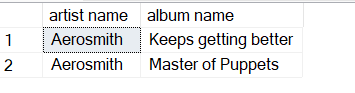 artist name album name
1 Aerosmith Keeps getting better
2 Aerosmith Master of Puppets